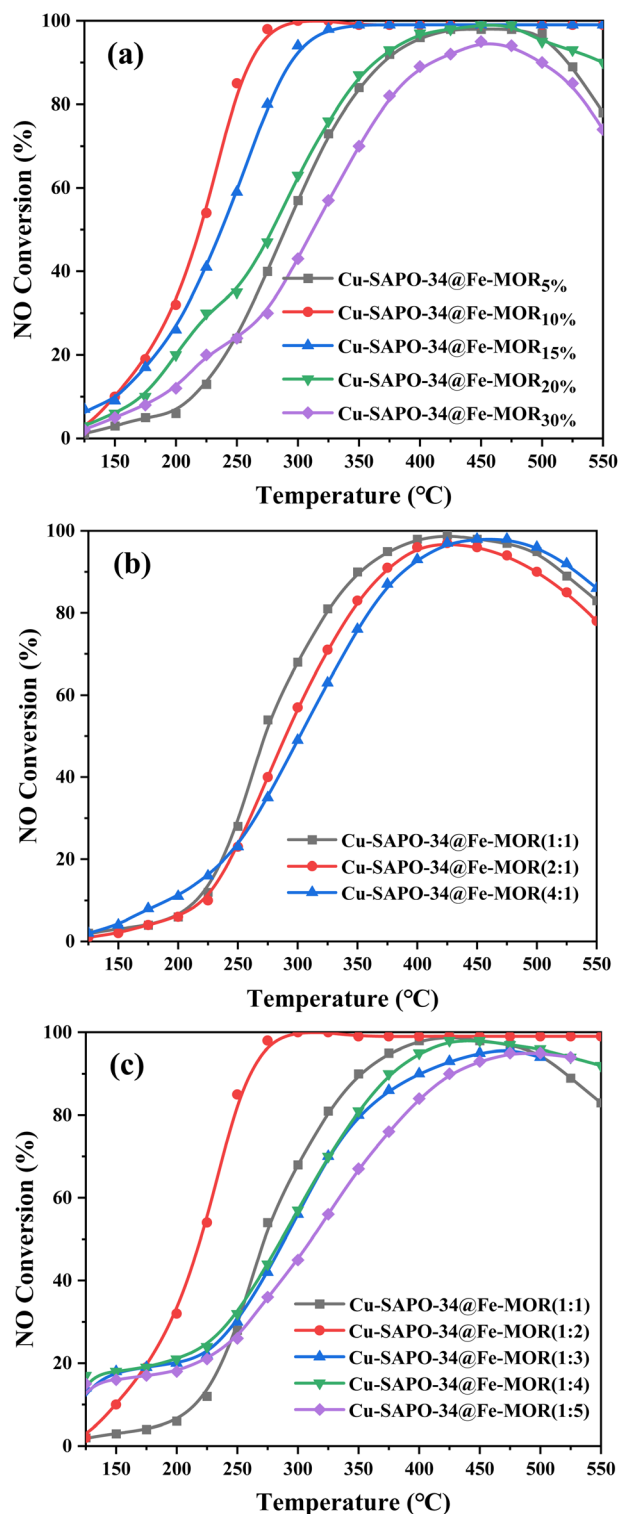 (a)
NO Conversion (%)
100
80
60
40
20
0
Cu-SAPO-34@Fe-MOR5%
Cu-SAPO-34@Fe-MOR10%
Cu-SAPO-34@Fe-MOR15%
Cu-SAPO-34@Fe-MOR20%
Cu-SAPO-34@Fe-MOR30%
150 200 250 300 350 400 450 500 550
Temperature (℃)
(b)
NO Conversion (%)
100
80
60
40
20
0
Cu-SAPO-34@Fe-MOR(1:1)
Cu-SAPO-34@Fe-MOR(2:1)
Cu-SAPO-34@Fe-MOR(4:1)
150 200 250 300 350 400 450 500 550
Temperature (℃)
(c)
NO Conversion (%)
100
80
60
40
20
0
Cu-SAPO-34@Fe-MOR(1:1)
Cu-SAPO-34@Fe-MOR(1:2)
Cu-SAPO-34@Fe-MOR(1:3)
Cu-SAPO-34@Fe-MOR(1:4)
Cu-SAPO-34@Fe-MOR(1:5)
150 200 250 300 350 400 450 500 550
Temperature (℃)